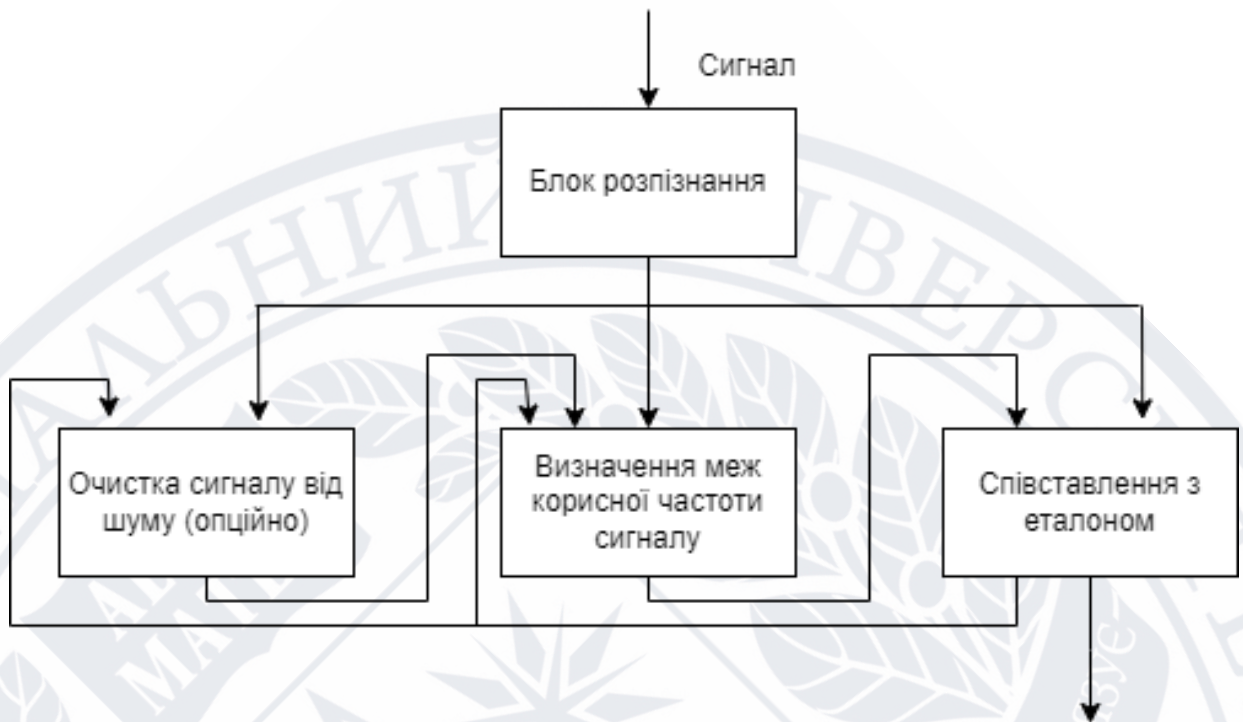 Сигнал
Блок розпізнання
Очистка сигналу від
шуму (опційно)
Визначення меж
корисної частоти
сигналу
Співставлення з
еталоном